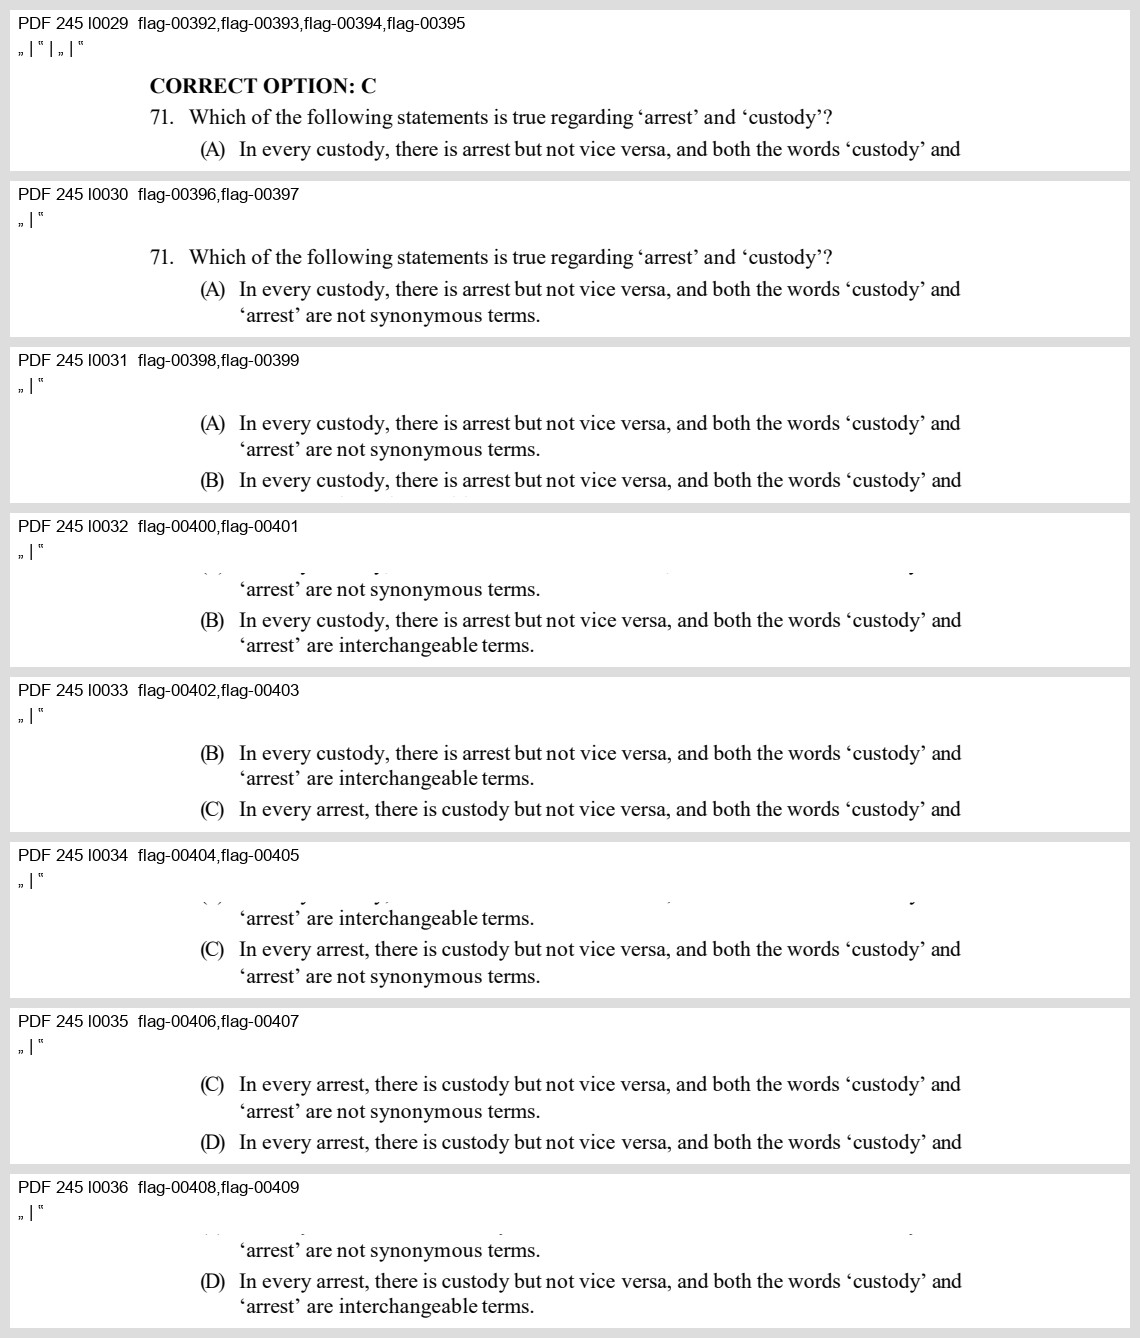 PDF 245 l0029 flag-00392,flag-00393,flag-00394,flag-00395
„ | ‟ | „ | ‟
CORRECT OPTION: C
71. Which of the following statements is true regarding ‘arrest’ and ‘custody’?
(A) In every custody, there is arrest but not vice versa, and both the words ‘custody’ and
PDF 245 l0030 flag-00396,flag-00397
„ | ‟
71. Which of the following statements is true regarding ‘arrest’ and ‘custody’?
(A) In every custody, there is arrest but not vice versa, and both the words ‘custody’ and
‘arrest’ are not synonymous terms.
PDF 245 l0031 flag-00398,flag-00399
„ | ‟
(A) In every custody, there is arrest but not vice versa, and both the words ‘custody’ and
‘arrest’ are not synonymous terms.
(B) In every custody, there is arrest but not vice versa, and both the words ‘custody’ and
PDF 245 l0032 flag-00400,flag-00401
„ | ‟
‘arrest’ are not synonymous terms.
(B) In every custody, there is arrest but not vice versa, and both the words ‘custody’ and
‘arrest’ are interchangeable terms.
PDF 245 l0033 flag-00402,flag-00403
„ | ‟
(B) In every custody, there is arrest but not vice versa, and both the words ‘custody’ and
‘arrest’ are interchangeable terms.
(C) In every arrest, there is custody but not vice versa, and both the words ‘custody’ and
PDF 245 l0034 flag-00404,flag-00405
„ | ‟
‘arrest’ are interchangeable terms.
(C) In every arrest, there is custody but not vice versa, and both the words ‘custody’ and
‘arrest’ are not synonymous terms.
PDF 245 l0035 flag-00406,flag-00407
„ | ‟
(C) In every arrest, there is custody but not vice versa, and both the words ‘custody’ and
‘arrest’ are not synonymous terms.
(D) In every arrest, there is custody but not vice versa, and both the words ‘custody’ and
PDF 245 l0036 flag-00408,flag-00409
„ | ‟
‘arrest’ are not synonymous terms.
(D) In every arrest, there is custody but not vice versa, and both the words ‘custody’ and
‘arrest’ are interchangeable terms.